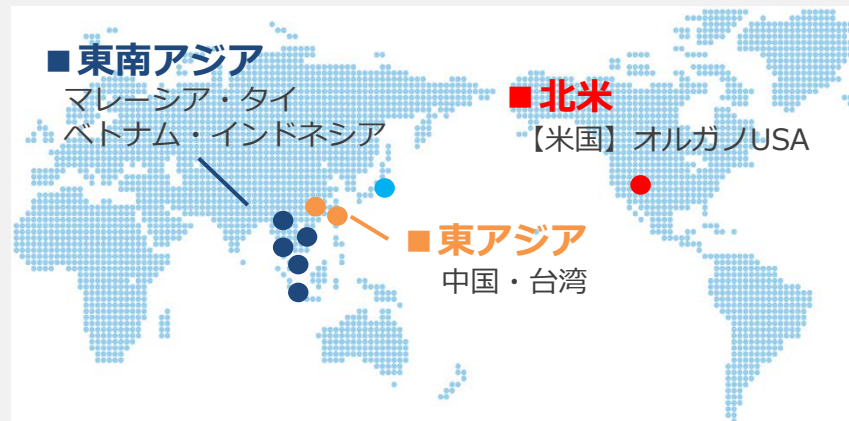 ■東南アジア
マレーシア・タイ
ベトナム・インドネシア
■北米
【米国】オルガノUSA
■東アジア
中国・台湾